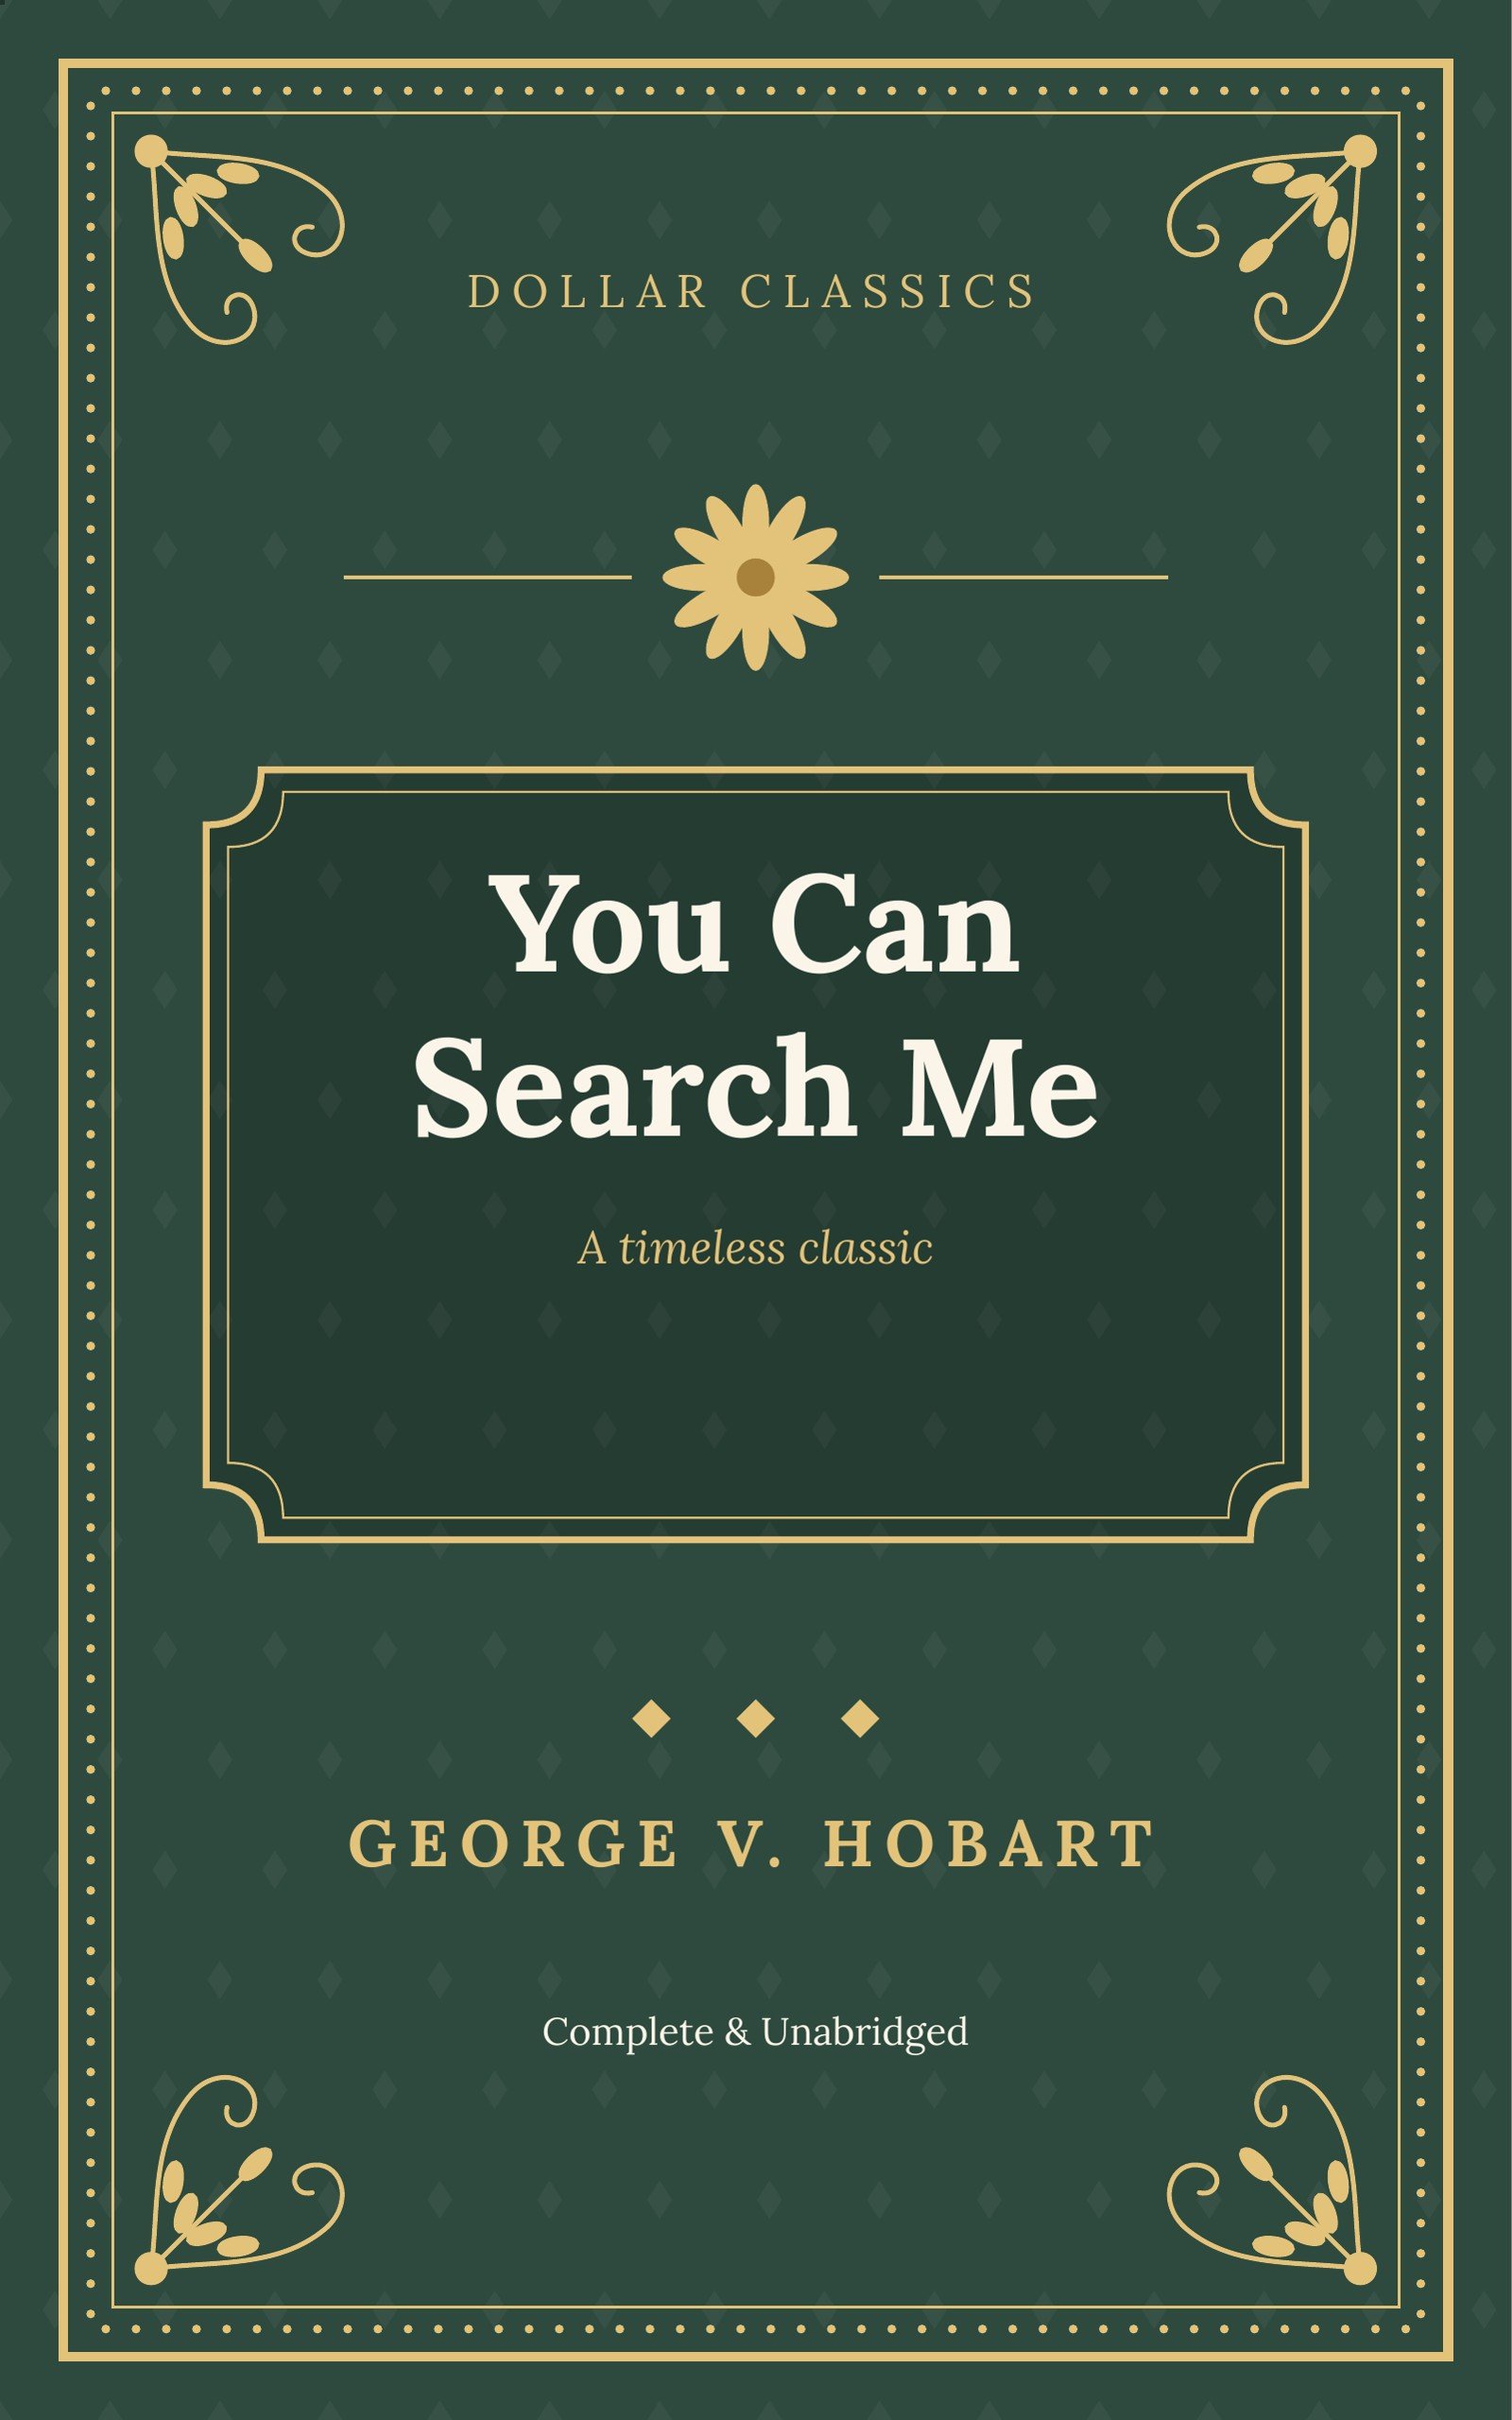 DOLLAR CLASSICS
You Can
Search Me
A timeless classic
GEORGE V. HOBART
Complete & Unabridged